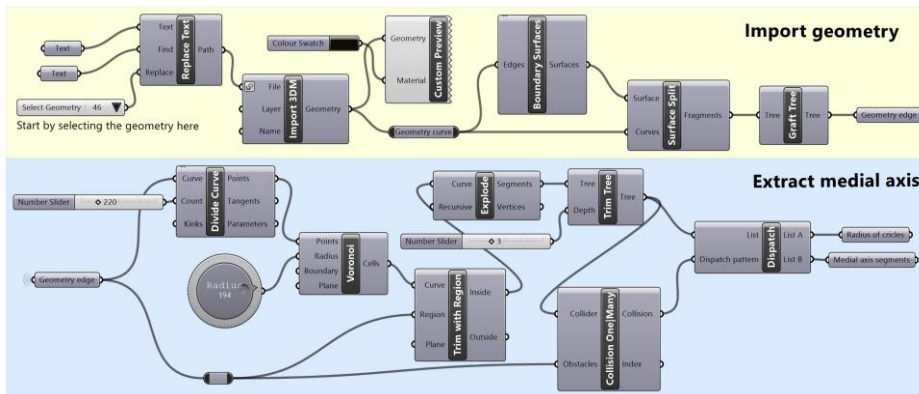 Import geometry
Text
Text
Select Geometry 46
Start by selecting the geometry here
Text
Find
Replace
Replace Text
Path
Colour Swatch
File
Layer
Name
Import 3DM
Geometry
Geometry
Material
Custom Preview
Geometry curve
Edges
Boundary Surfaces
Surfaces
Surface
Curves
Surface Split
Fragments
Tree
Graft Tree
Tree
Geometry edge
Extract medial axis
Number Slider 220
Geometry edge
Curve
Count
Kinks
Divide Curve
Points
Tangents
Parameters
Radius
194
Points
Radius
Boundary
Plane
Voronoi
Cells
Curve
Region
Plane
Trim with Region
Inside
Outside
Curve
Recursive
Explode
Segments
Vertices
Number Slider 3
Tree
Depth
Trim Tree
Tree
Collider
Obstacles
Collision One|Many
Collision
Index
List
Dispatch pattern
Dispatch
List A
List B
Radius of cricles
Medial axis segments